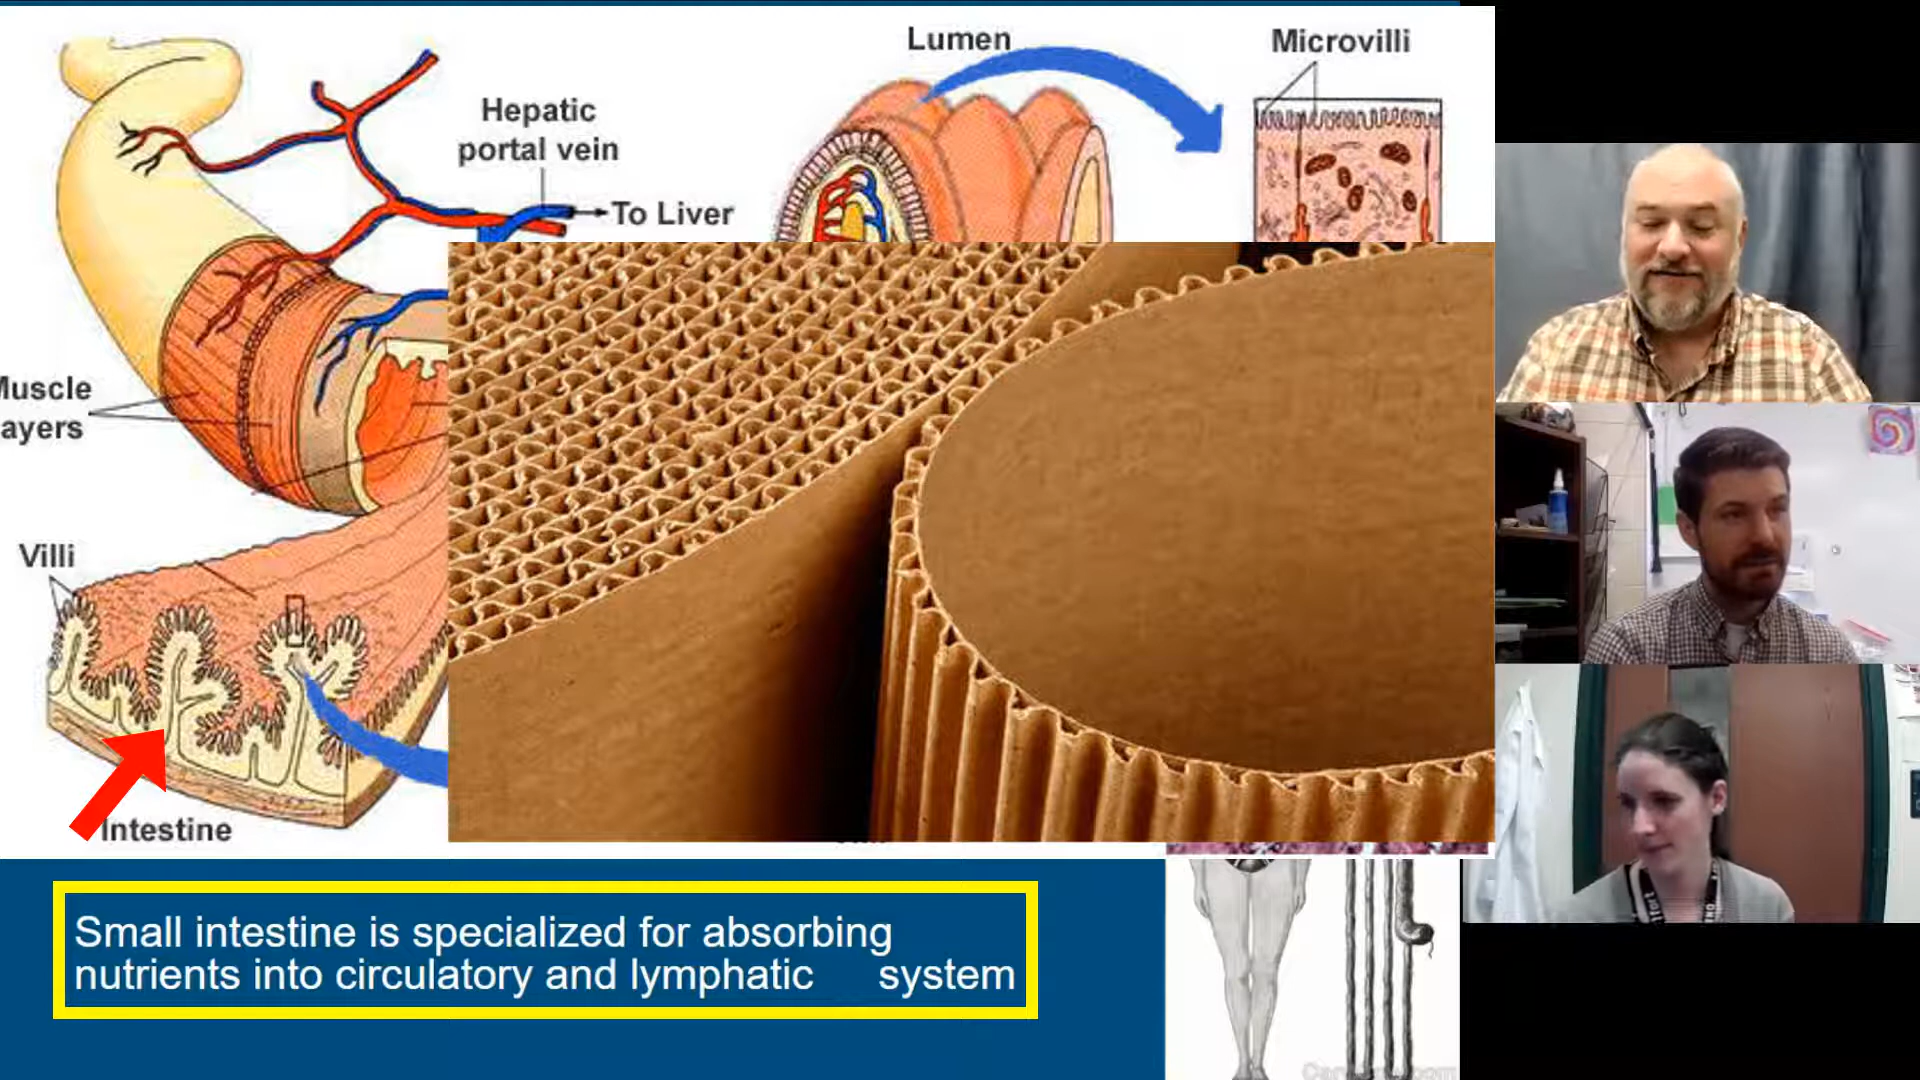 Lumen
Microvilli
Hepatic
portal vein
To Liver
Muscle
ayers
Villi
Intestine
Small intestine is specialized for absorbing
nutrients into circulatory and lymphatic system